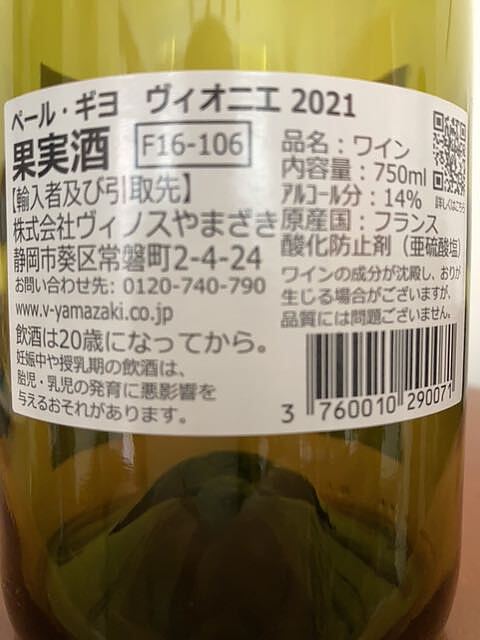 ペール・ギヨ　ヴィオニエ 2021
果実酒 F16-106
【輸入者及び引取先】
株式会社ヴィノスやまざき
静岡市葵区常磐町2-4-24
お問い合わせ先: 0120-740-790
www.v-yamazaki.co.jp
飲酒は20歳になってから。
妊娠中や授乳期の飲酒は、
胎児・乳児の発育に悪影響を
与えるおそれがあります。
品名：ワイン
内容量：750ml
ｱﾙｺｰﾙ分：14%
原産国：フランス
酸化防止剤（亜硫酸塩）
詳しくはこちら
ワインの成分が沈殿し、おりが
生じる場合がございますが、
品質には問題ございません。
3 760010 290071